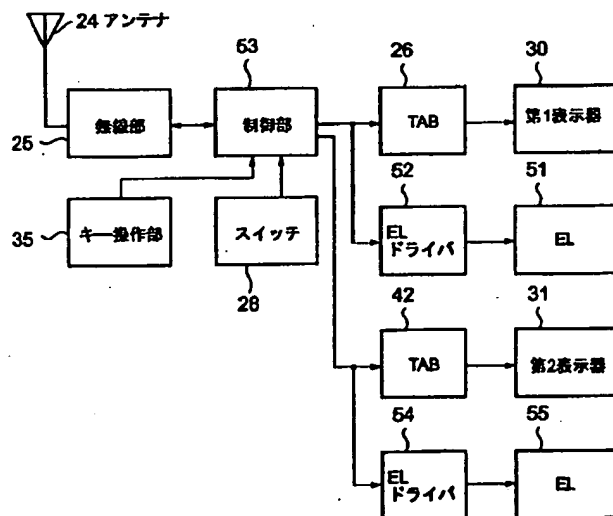 24 アンテナ
53
26
30
無線部
制御部
TAB
第1表示器
25
52
51
キー操作部
スイッチ
EL
ドライバ
EL
35
28
42
31
TAB
第2表示器
54
55
EL
ドライバ
EL